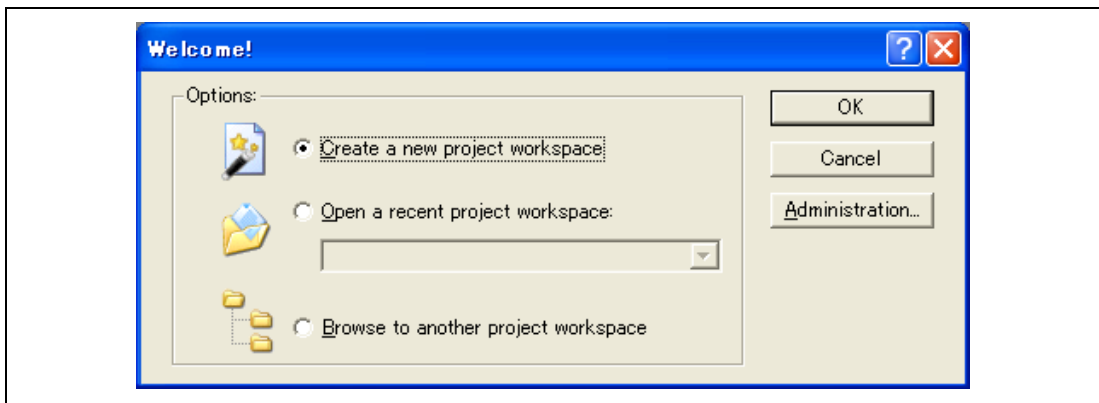 Welcome!
Options:
Create a new project workspace
Open a recent project workspace:
Browse to another project workspace
OK
Cancel
Administration...